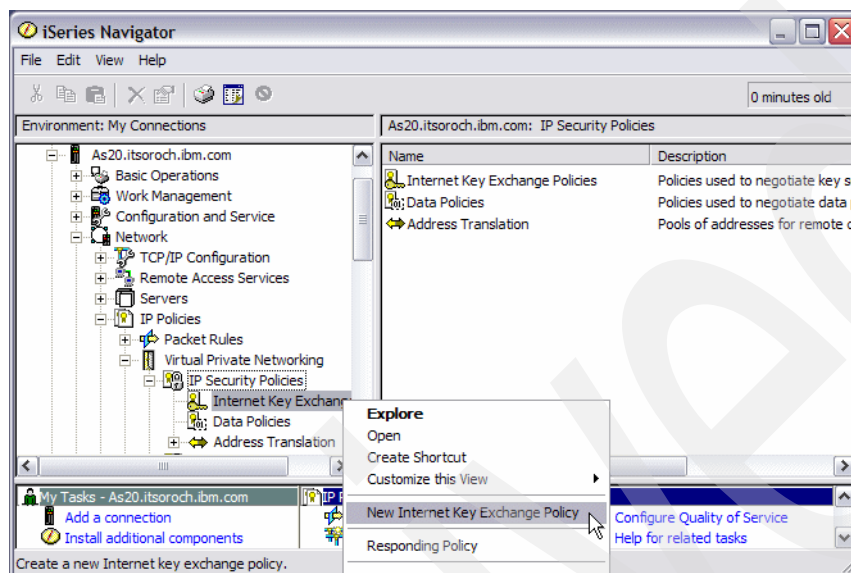 iSeries Navigator
File Edit View Help
0 minutes old
Environment: My Connections
As20.itsoroch.ibm.com: IP Security Policies
As20.itsoroch.ibm.com
Basic Operations
Work Management
Configuration and Service
Network
TCP/IP Configuration
Remote Access Services
Servers
IP Policies
Packet Rules
Virtual Private Networking
IP Security Policies
Internet Key Exchang
Data Policies
Address Translation
Name Description
Internet Key Exchange Policies Policies used to negotiate key s
Data Policies Policies used to negotiate data
Address Translation Pools of addresses for remote c
Explore
Open
Create Shortcut
Customize this View
New Internet Key Exchange Policy
Responding Policy
My Tasks - As20.itsoroch.ibm.com
Add a connection
Install additional components
IP
Configure Quality of Service
Help for related tasks
Create a new Internet key exchange policy.